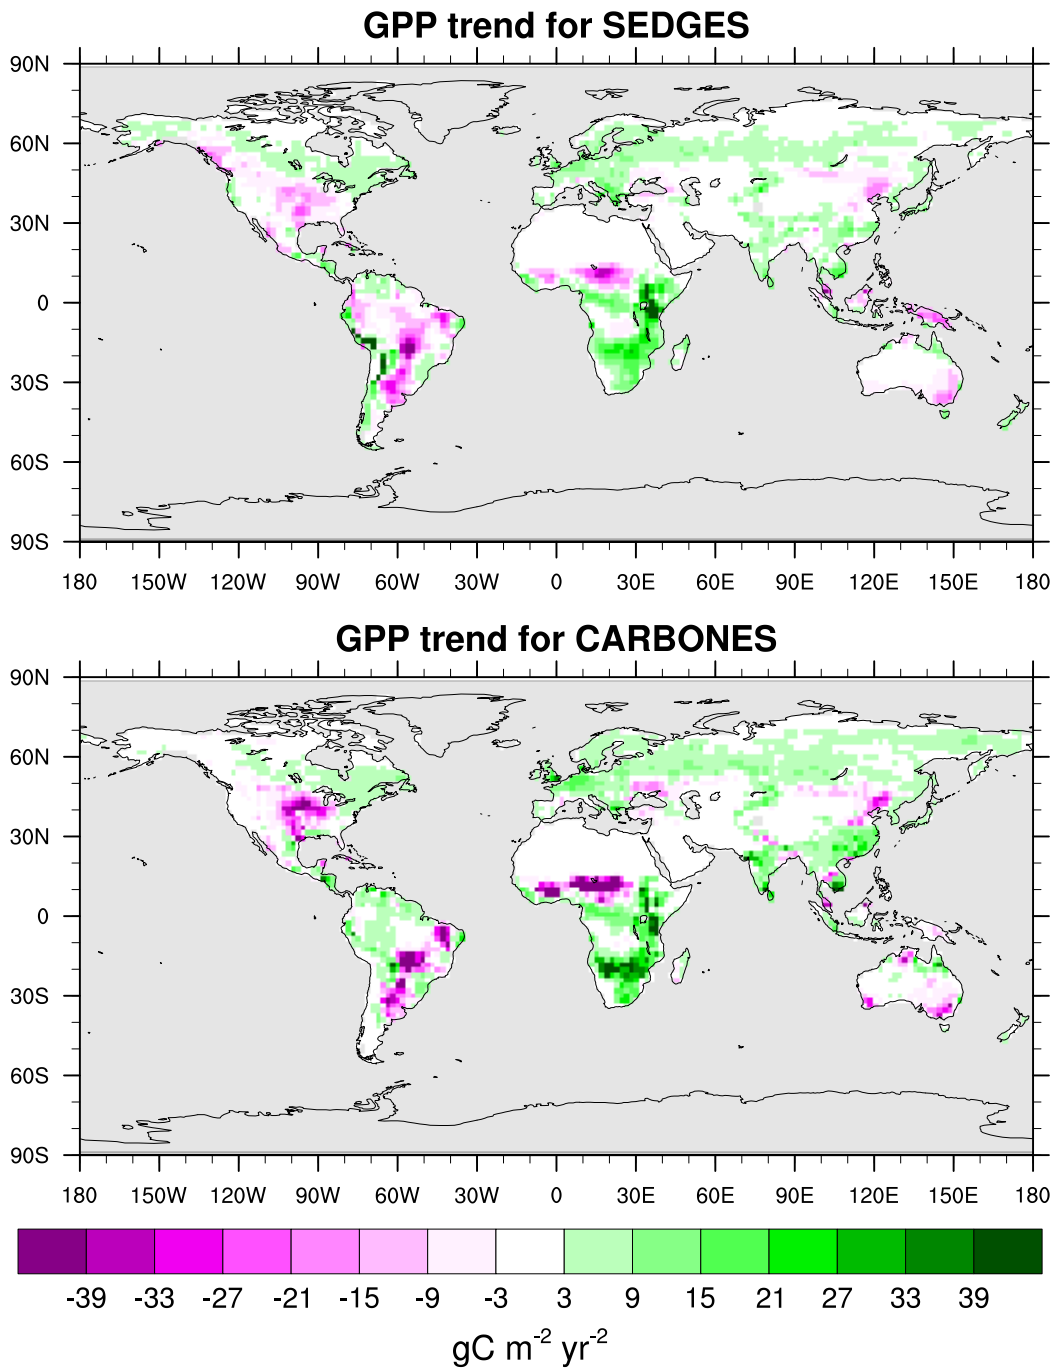 GPP trend for SEDGES
90N
60N
30N
0
30S
60S
90S
180 150W 120W 90W 60W 30W 0 30E 60E 90E 120E 150E 180
GPP trend for CARBONES
90N
60N
30N
0
30S
60S
90S
180 150W 120W 90W 60W 30W 0 30E 60E 90E 120E 150E 180
-39 -33 -27 -21 -15 -9 -3 3 9 15 21 27 33 39
gC m⁻² yr⁻²